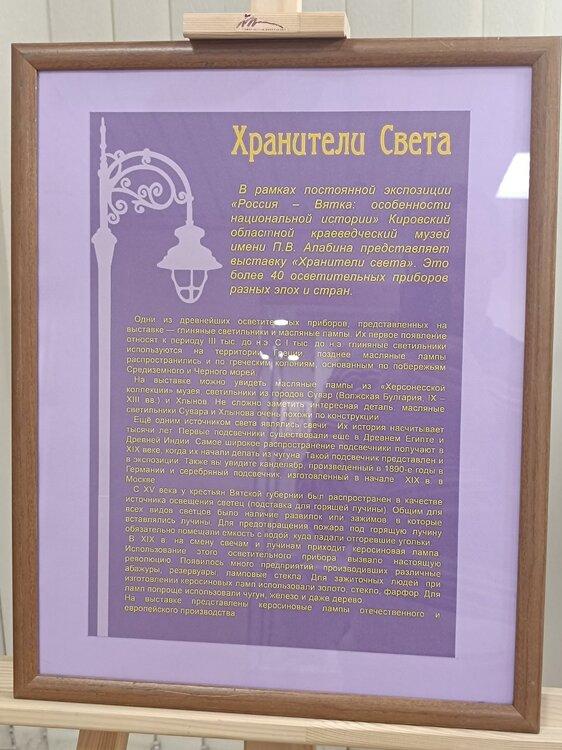 Хранители Света
В рамках постоянной экспозиции
«Россия – Вятка: особенности
национальной истории» Кировский
областной краеведческий музей
имени П.В. Алабина представляет
выставку «Хранители света». Это
более 40 осветительных приборов
разных эпох и стран.
Одни из древнейших осветительных приборов, представленных на
выставке — глиняные светильники и масляные лампы. Их первое появление
относят к периоду III тыс. до н.э. С I тыс. до н.э. глиняные светильники
используются на территории Греции, позднее масляные лампы
распространились и по греческим колониям, основанным по побережьям
Средиземного и Черного морей.
На выставке можно увидеть масляные лампы из «Херсонесской
коллекции» музея, светильники из городов Сувар (Волжская Булгария, IX –
XIII вв.) и Хлынов. Не сложно заметить интересная деталь, масляные
светильники Сувара и Хлынова очень похожи по конструкции.
Ещё одним источником света являлись свечи. Их история насчитывает
тысячи лет. Первые подсвечники существовали еще в Древнем Египте и
Древней Индии. Самое широкое распространение подсвечники получают в
XIX веке, когда их начали делать из чугуна. Такой подсвечник представлен и
в экспозиции. Также вы увидите канделябр, произведенный в 1890-е годы в
Германии и серебряный подсвечник, изготовленный в начале XIX в. в
Москве.
С XV века у крестьян Вятской губернии был распространен в качестве
источника освещения светец (подставка для горящей лучины). Общим для
всех видов светцов было наличие развилок или зажимов, в которые
вставлялись лучины. Для предотвращения пожара под горящую лучину
обязательно помещали емкость с водой, куда падали отгоревшие угольки.
В XIX в. на смену свечам и лучинам приходит керосиновая лампа.
Использование этого осветительного прибора вызвало настоящую
революцию. Появилось много предприятий производивших различные
абажуры, резервуары, ламповые стекла. Для зажиточных людей при
изготовлении керосиновых ламп использовали золото, стекло, фарфор. Для
ламп попроще использовали чугун, железо и даже дерево.
На выставке представлены керосиновые лампы отечественного и
европейского производства.